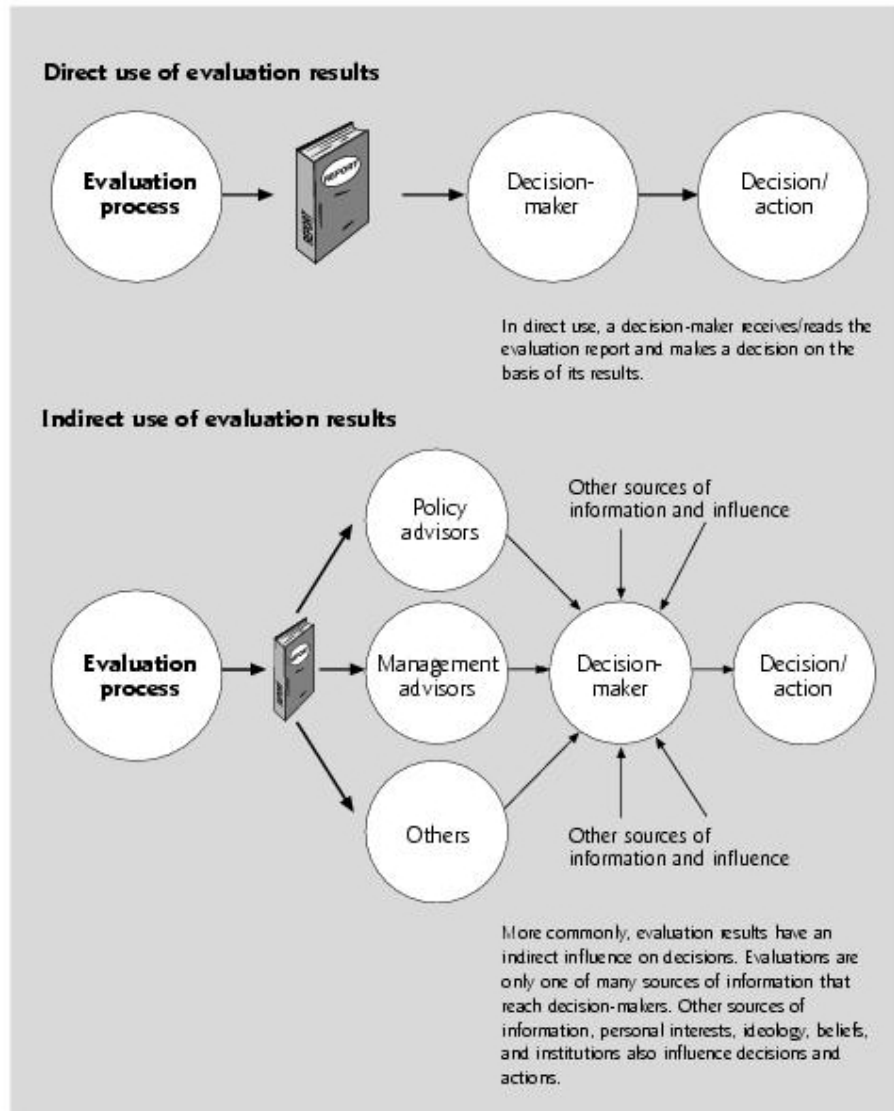 Direct use of evaluation results
Evaluation
process
REPORT
REPORT
Decision-
maker
Decision/
action
In direct use, a decision-maker receives/reads the
evaluation report and makes a decision on the
basis of its results.
Indirect use of evaluation results
Policy
advisors
Other sources of
information and influence
Evaluation
process
REPORT
REPORT
Management
advisors
Decision-
maker
Decision/
action
Others
Other sources of
information and influence
More commonly, evaluation results have an
indirect influence on decisions. Evaluations are
only one of many sources of information that
reach decision-makers. Other sources of
information, personal interests, ideology, beliefs,
and institutions also influence decisions and
actions.